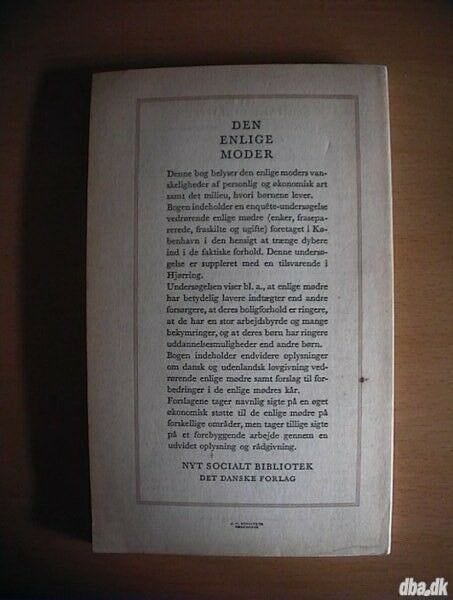 DEN
ENLIGE
MODER
Denne bog belyser den enlige moders van-
skeligheder af personlig og økonomisk art
samt det milieu, hvori børnene lever.
Bogen indeholder en enquête-undersøgelse
vedrørende enlige mødre (enker, frasepa-
rerede, fraskilte og ugifte) foretaget i Kø-
benhavn i den hensigt at trænge dybere
ind i de faktiske forhold. Denne undersø-
gelse er suppleret med en tilsvarende i
Hjørring.
Undersøgelsen viser bl. a., at enlige mødre
har betydelig lavere indtægter end andre
forsørgere, at deres boligforhold er ringere,
at de har en stor arbejdsbyrde og mange
bekymringer, og at deres børn har ringere
uddannelsesmuligheder end andre børn.
Bogen indeholder endvidere oplysninger
om dansk og udenlandsk lovgivning ved-
rørende enlige mødre samt forslag til for-
bedringer i de enlige mødres kår.
Forslagene tager navnlig sigte på en øget
økonomisk støtte til de enlige mødre på
forskellige områder, men tager tillige sigte
på et forebyggende arbejde gennem en
udvidet oplysning og rådgivning.
NYT SOCIALT BIBLIOTEK
DET DANSKE FORLAG
dba.dk